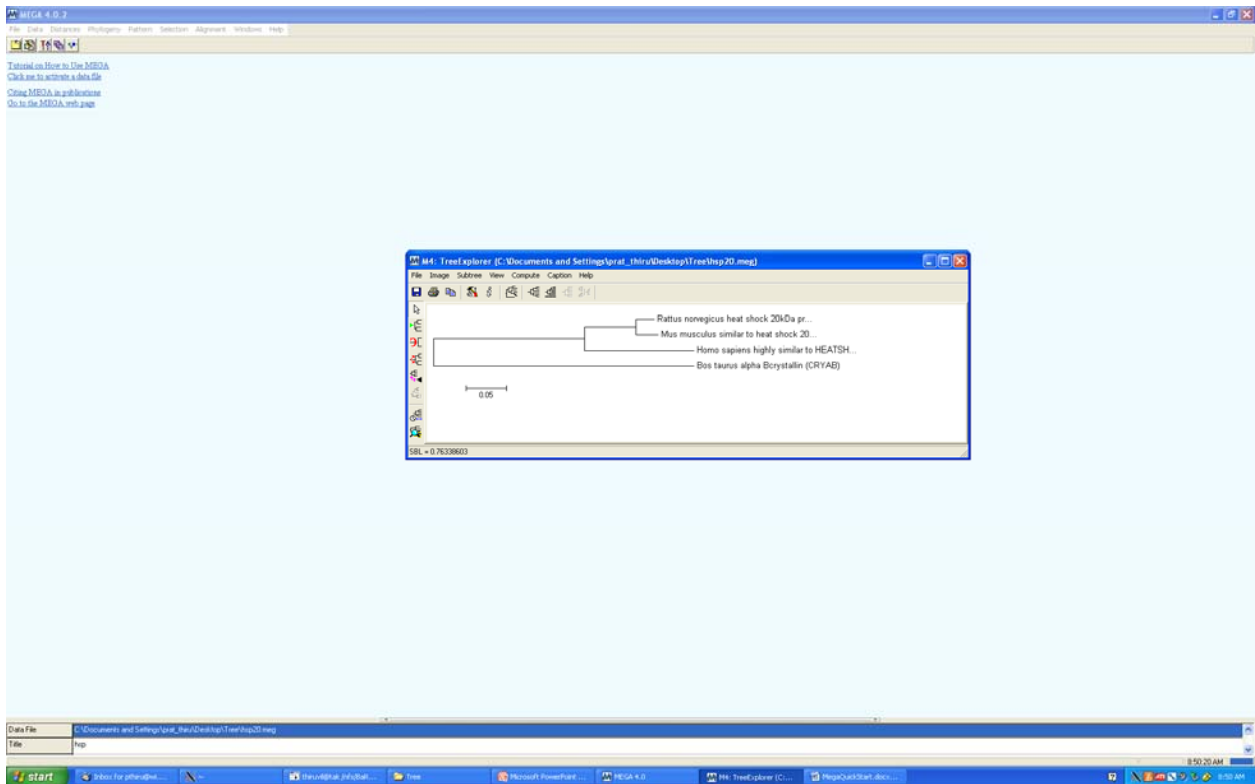 MEGA 4.0.2
File Data Distances Phylogeny Pattern Selection Alignment Windows Help
Tutorial on How to Use MEGA
Click me to activate a data file
Citing MEGA in publications
Go to the MEGA web page
M4: TreeExplorer (C:\Documents and Settings\prat_thiru\Desktop\Tree\hsp20.meg)
File Image Subtree View Compute Caption Help
Rattus norvegicus heat shock 20kDa pr...
Mus musculus similar to heat shock 20...
Homo sapiens highly similar to HEATSH...
Bos taurus alpha Bcrystallin (CRYAB)
0.05
SBL = 0.76338603
Data File C:\Documents and Settings\prat_thiru\Desktop\Tree\hsp20.meg
Title hsp
8:50:20 AM
start Inbox for Tree Microsoft PowerPoint ... MEGA 4.0 M4: TreeExplorer (C:... MegaQuickStart.docx... 8:50 AM